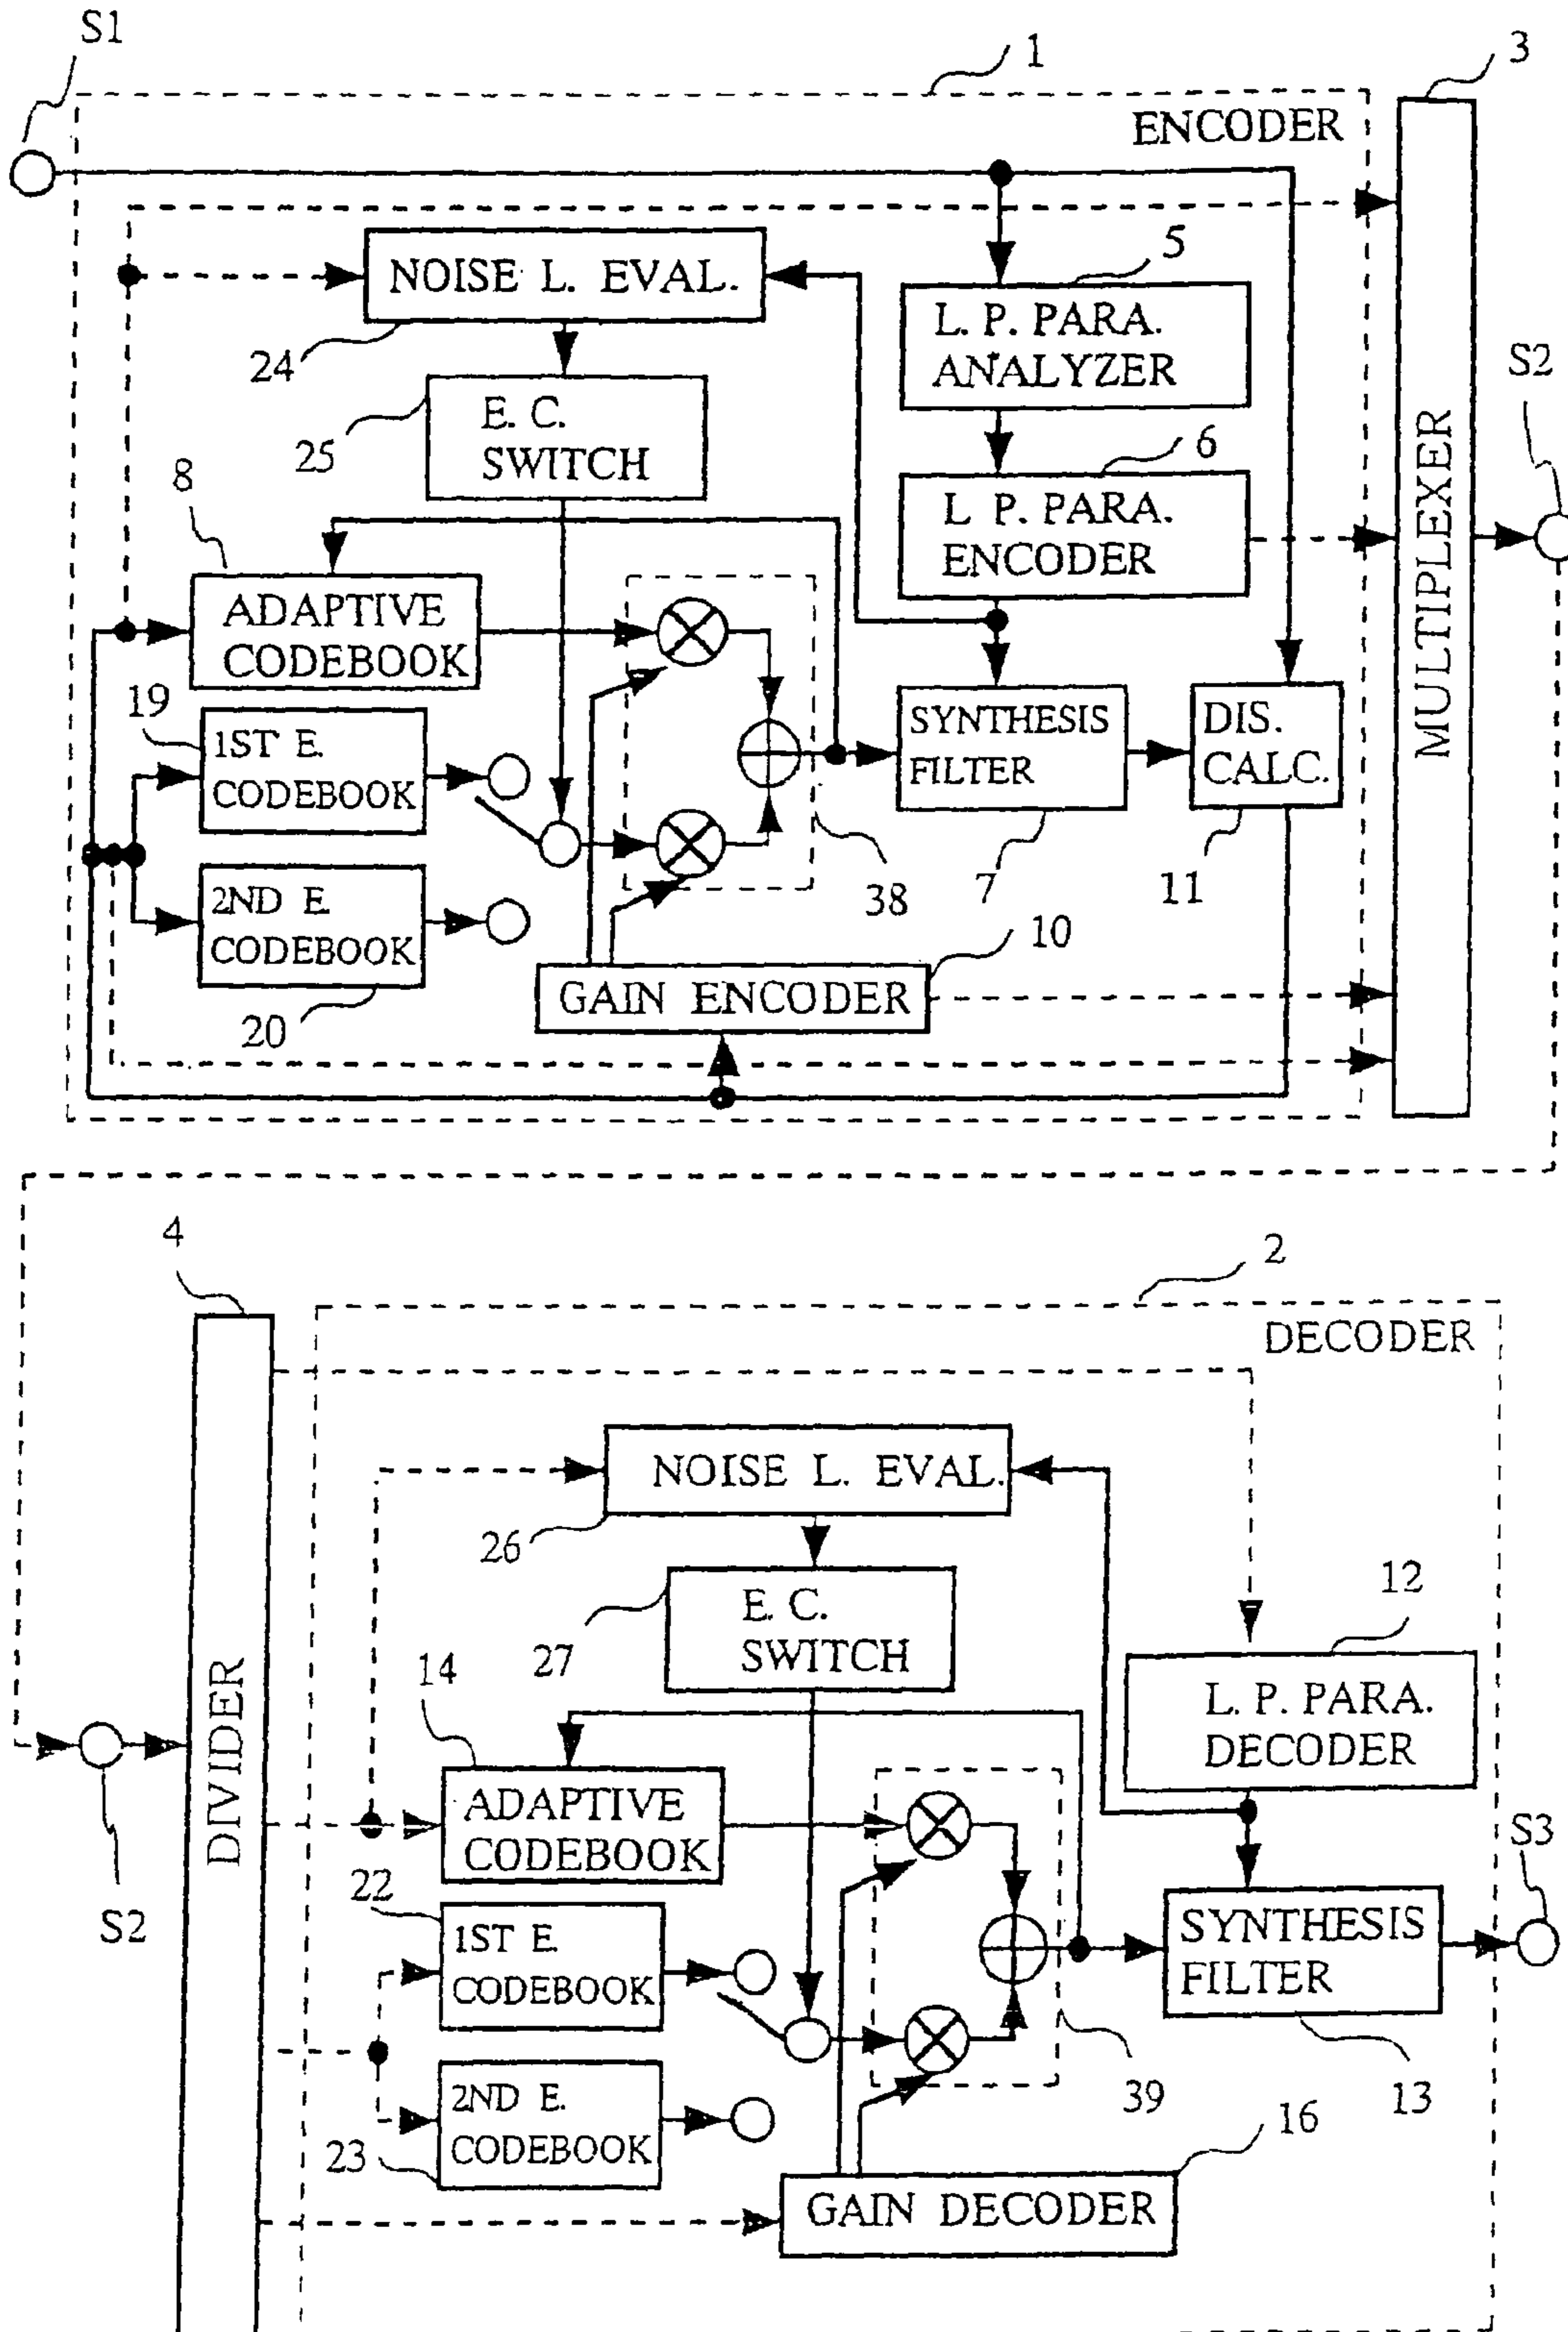 S1
1
3
ENCODER
5
NOISE L. EVAL.
L. P. PARA.
ANALYZER
24
S2
E. C.
SWITCH
25
6
8
L P. PARA.
ENCODER
MULTIPLEXER
ADAPTIVE
CODEBOOK
19
1ST E.
CODEBOOK
SYNTHESIS
FILTER
DIS.
CALC.
2ND E.
CODEBOOK
38
7
11
10
20
GAIN ENCODER
4
2
DECODER
NOISE L. EVAL.
26
12
E. C.
SWITCH
27
14
L. P. PARA.
DECODER
DIVIDER
ADAPTIVE
CODEBOOK
S3
S2
22
1ST E.
CODEBOOK
SYNTHESIS
FILTER
2ND E.
CODEBOOK
39
13
16
23
GAIN DECODER